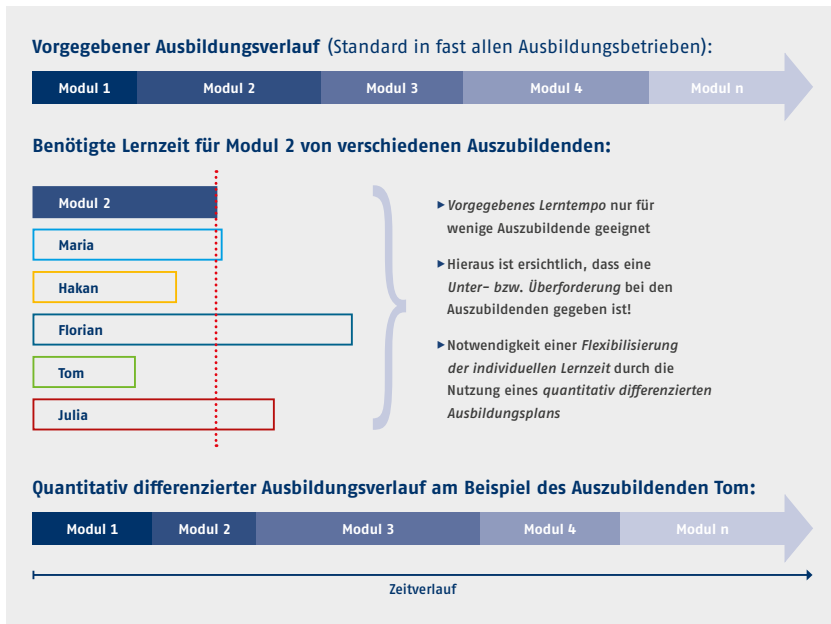 Vorgegebener Ausbildungsverlauf (Standard in fast allen Ausbildungsbetrieben):
Modul 1 Modul 2 Modul 3 Modul 4 Modul n
Benötigte Lernzeit für Modul 2 von verschiedenen Auszubildenden:
Modul 2
Maria
Hakan
Florian
Tom
Julia
Vorgegebenes Lerntempo nur für
wenige Auszubildende geeignet
Hieraus ist ersichtlich, dass eine
Unter- bzw. Überforderung bei den
Auszubildenden gegeben ist!
Notwendigkeit einer Flexibilisierung
der individuellen Lernzeit durch die
Nutzung eines quantitativ differenzierten
Ausbildungsplans
Quantitativ differenzierter Ausbildungsverlauf am Beispiel des Auszubildenden Tom:
Modul 1 Modul 2 Modul 3 Modul 4 Modul n
Zeitverlauf